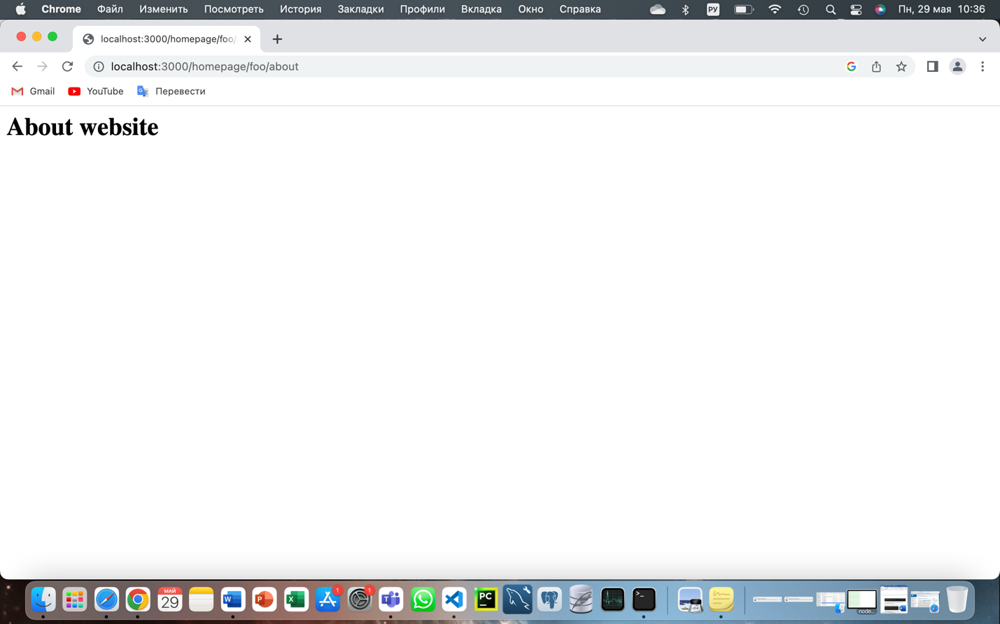 Chrome Файл Изменить Посмотреть История Закладки Профили Вкладка Окно Справка РУ Пн, 29 мая 10:36
localhost:3000/homepage/foo/
localhost:3000/homepage/foo/about
Gmail YouTube Перевести
About website
МАЙ
29
W
P
X
1
1
T
PC
>_
node...